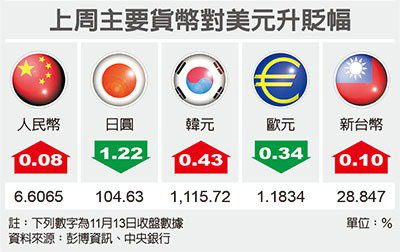 上周主要貨幣對美元升貶幅
人民幣 日圓 韓元 歐元 新台幣
0.08 1.22 0.43 0.34 0.10
6.6065 104.63 1,115.72 1.1834 28.847
註：下列數字為11月13日收盤數據 單位：%
資料來源：彭博資訊、中央銀行